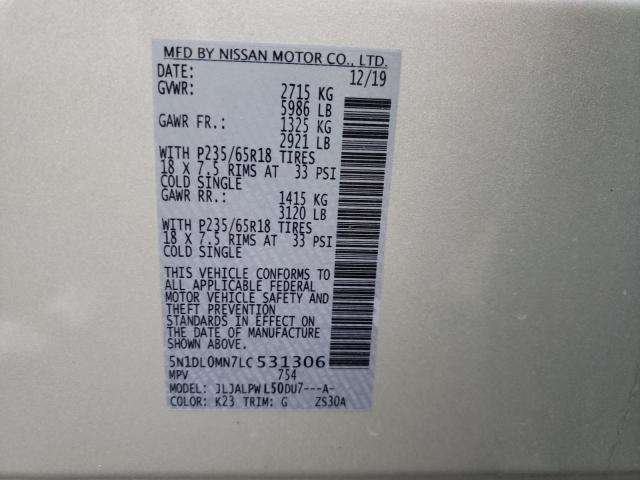 MFD BY NISSAN MOTOR CO., LTD.
DATE: 12/19
GVWR: 2715 KG
5986 LB
GAWR FR.: 1325 KG
2921 LB
WITH P235/65R18 TIRES
18 X 7.5 RIMS AT 33 PSI
COLD SINGLE
GAWR RR.: 1415 KG
3120 LB
WITH P235/65R18 TIRES
18 X 7.5 RIMS AT 33 PSI
COLD SINGLE
THIS VEHICLE CONFORMS TO
ALL APPLICABLE FEDERAL
MOTOR VEHICLE SAFETY AND
THEFT PREVENTION
STANDARDS IN EFFECT ON
THE DATE OF MANUFACTURE
SHOWN ABOVE.
5N1DL0MN7LC531306
MPV 754
MODEL: JLJALPW L50DU7---A-
COLOR: K23 TRIM: G ZS30A